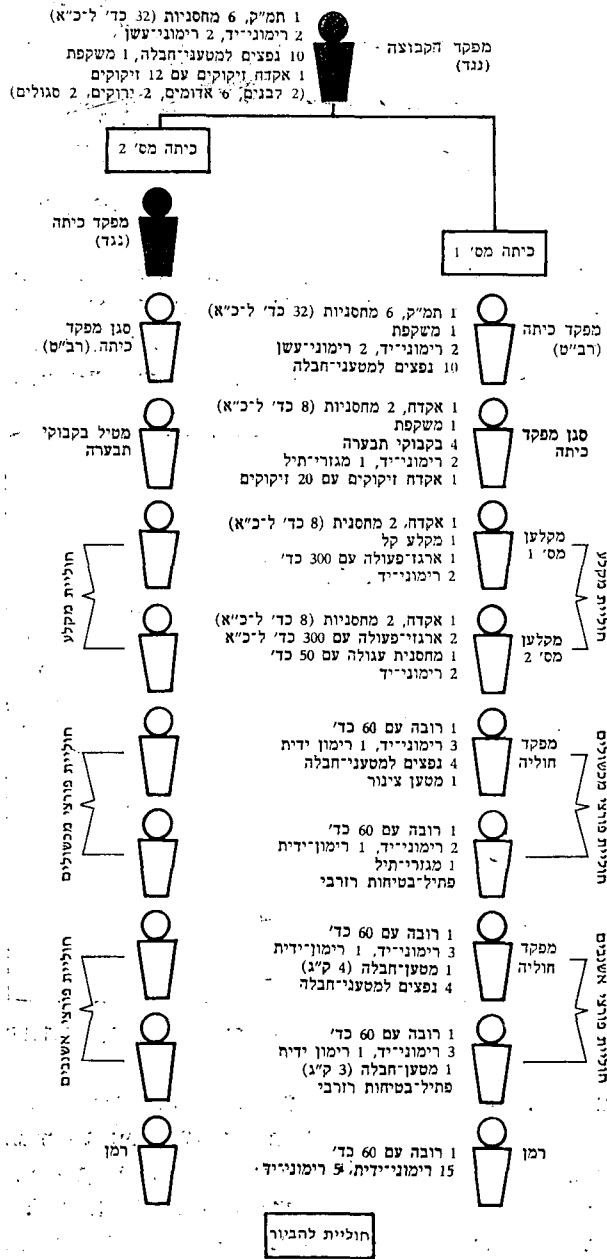 1 תמ"ק, 6 מחסניות (32 כד' ל־כ"א)
2 רימוני־יד, 2 רימוני־עשן
10 נפצים למטעני־חבלה, 1 משקפת
1 אקדח זיקוקים עם 12 זיקוקים
(2 לבנים, 6 אדומים, 2 ירוקים, 2 סגולים)
מפקד הקבוצה
(נגד)
כיתה מס' 1
מפקד כיתה
(רב"ט)
1 תמ"ק, 6 מחסניות (32 כד' ל־כ"א)
1 משקפת
2 רימוני־יד, 2 רימוני־עשן
10 נפצים למטעני־חבלה
סגן מפקד
כיתה
1 אקדח, 2 מחסניות (8 כד' ל־כ"א)
1 משקפת
4 בקבוקי תבערה
2 רימוני־יד, 1 מגזרי־תיל
1 אקדח זיקוקים עם 20 זיקוקים
חוליית מקלע
מקלען
מס' 1
1 אקדח, 2 מחסנית (8 כד' ל־כ"א)
1 מקלע קל
1 ארגז־פעולה עם 300 כד'
2 רימוני־יד
מקלען
מס' 2
1 אקדח, 2 מחסניות (8 כד' ל־כ"א)
2 ארגזי־פעולה עם 300 כד' ל־כ"א
1 מחסנית עגולה עם 50 כד'
2 רימוני־יד
חוליית פורצי מכשולים
מפקד
חוליה
1 רובה עם 60 כד'
3 רימוני־יד, 1 רימון ידית
4 נפצים למטעני־חבלה
1 מטען צינור
1 רובה עם 60 כד'
2 רימוני־יד, 1 רימון־ידית
1 מגזרי־תיל
פתיל־בטיחות רזרבי
חוליית פורצי אשנבים
מפקד
חוליה
1 רובה עם 60 כד'
3 רימוני־יד, 1 רימון־ידית
1 מטען־חבלה (4 ק"ג)
4 נפצים למטעני־חבלה
1 רובה עם 60 כד'
3 רימוני־יד, 1 רימון ידית
1 מטען־חבלה (3 ק"ג)
פתיל־בטיחות רזרבי
רמן
1 רובה עם 60 כד'
15 רימוני־ידית, 5 רימוני־יד
כיתה מס' 2
מפקד כיתה
(נגד)
סגן מפקד
כיתה (רב"ט)
מטיל בקבוקי
תבערה
חוליית מקלע
חוליית פורצי מכשולים
חוליית פורצי אשנבים
רמן
חוליית להביור